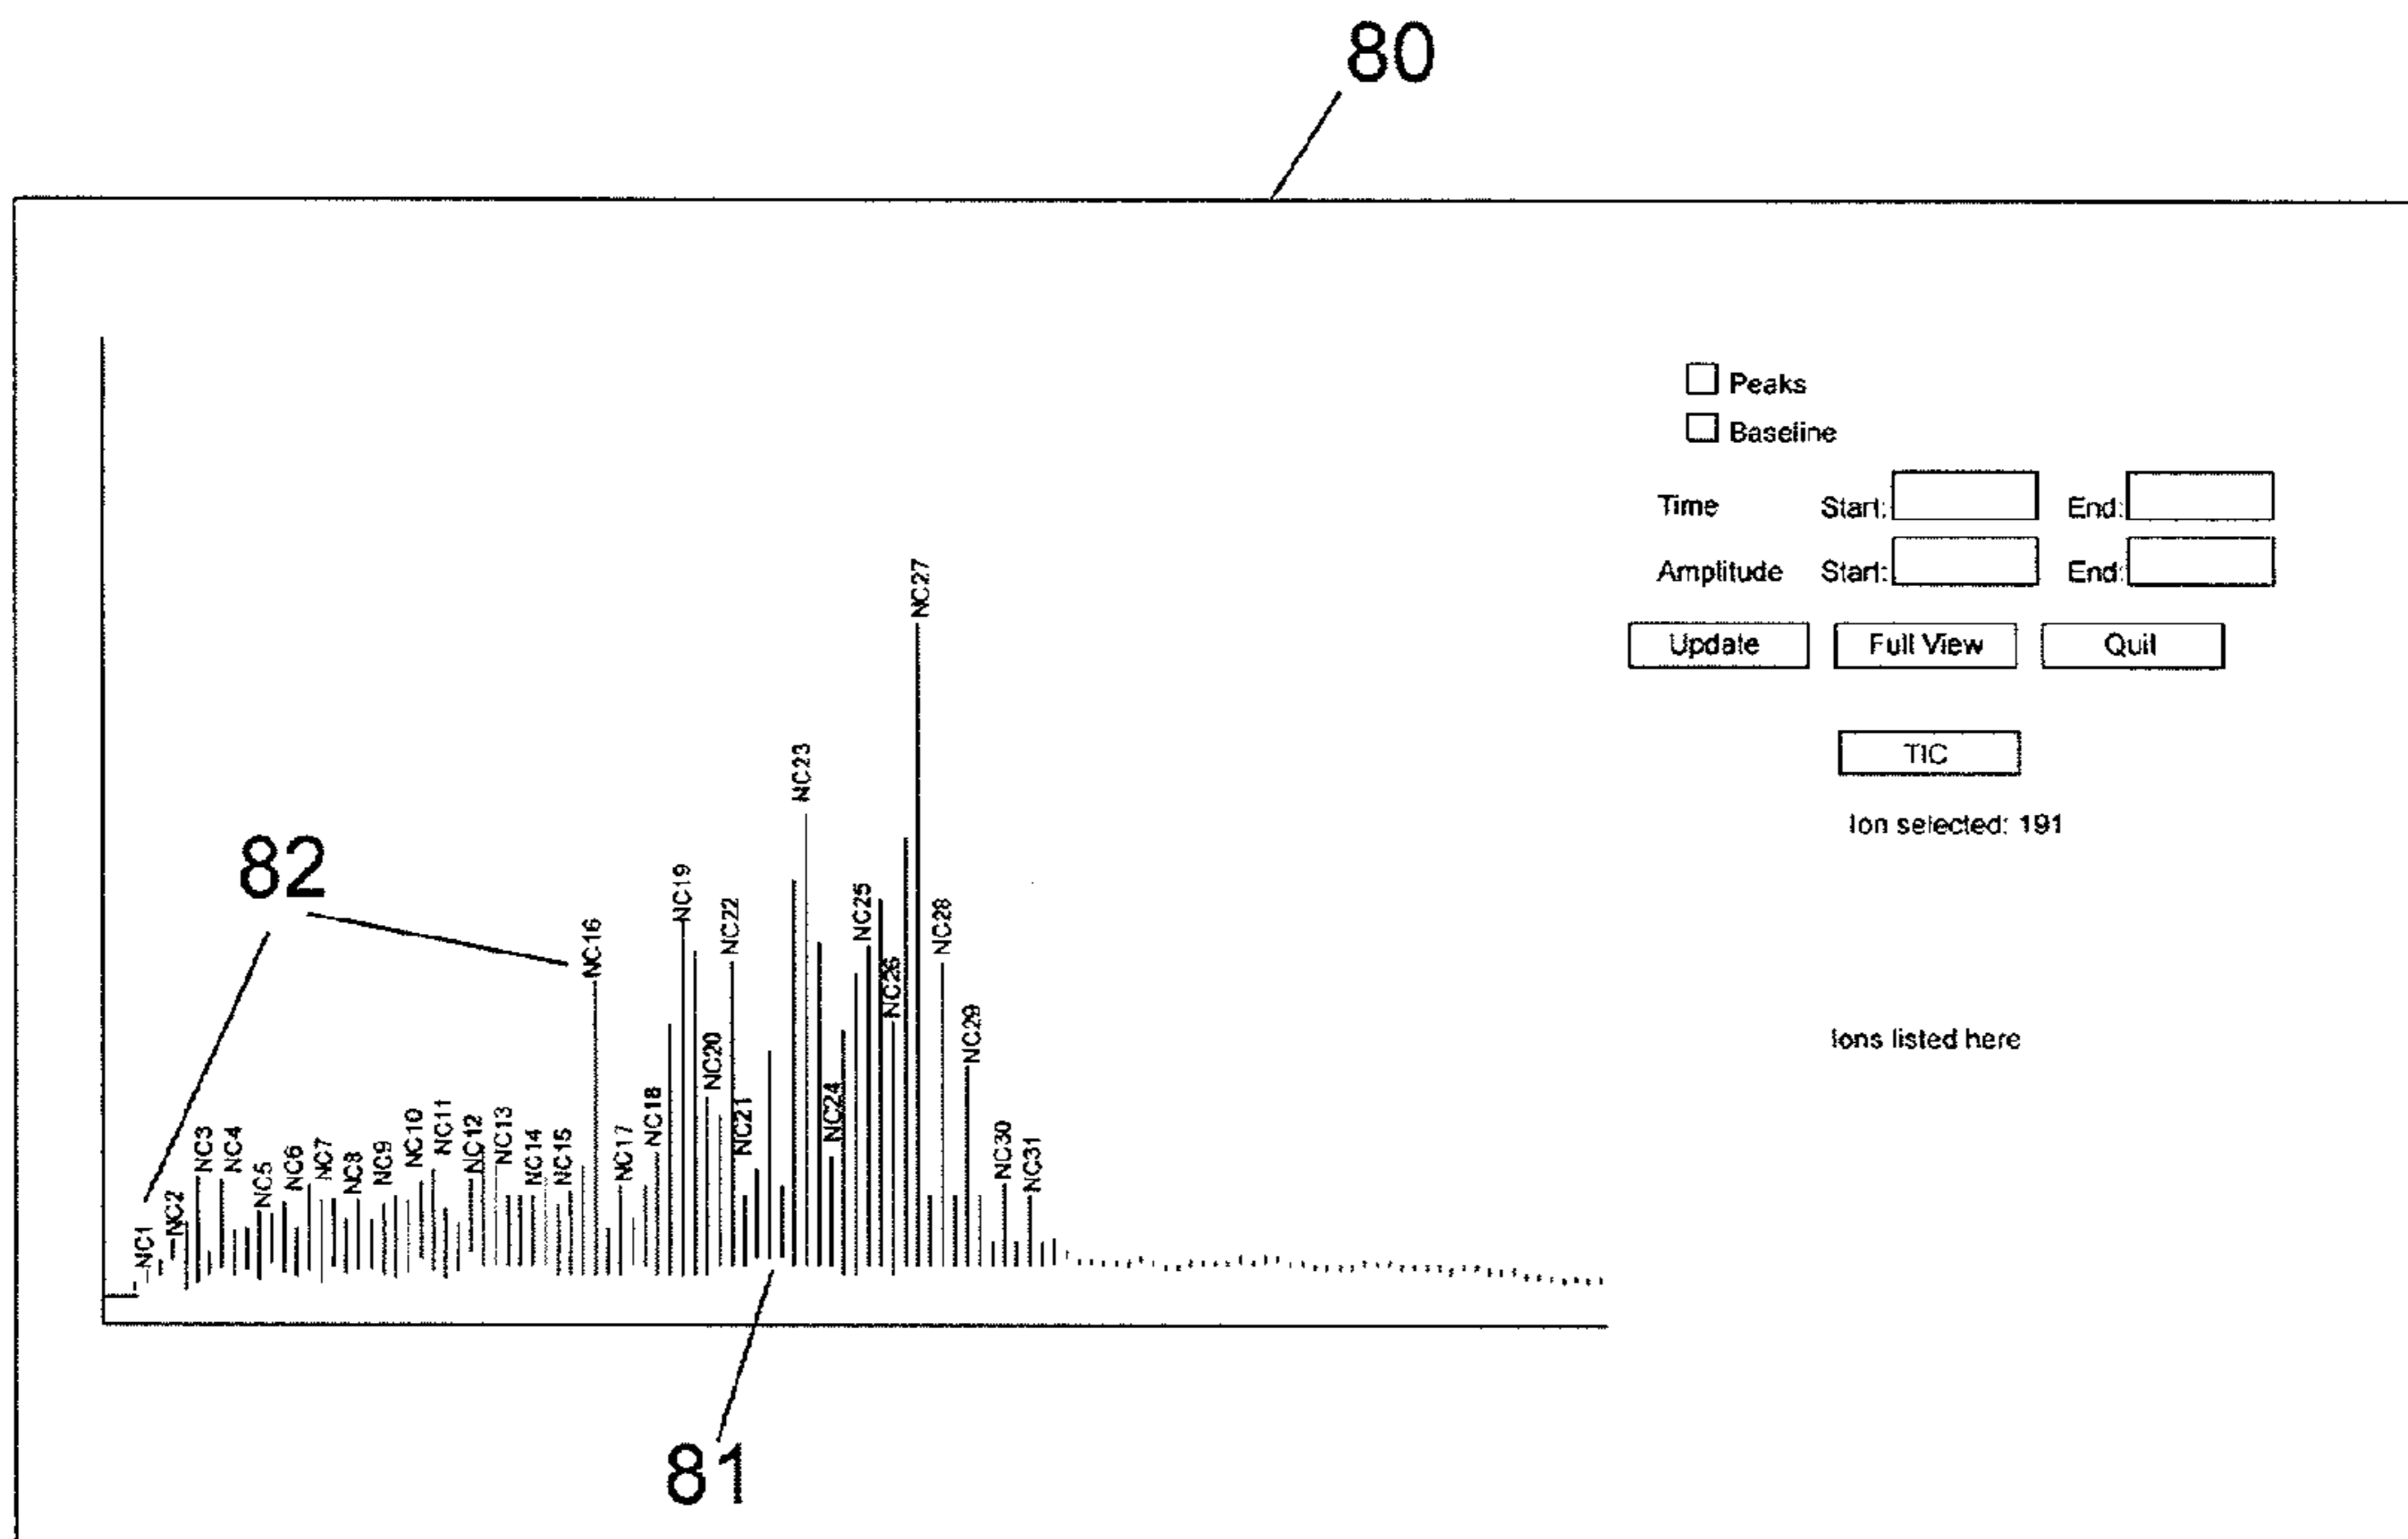 80
Peaks
Baseline
Time Start: End:
Amplitude Start: End:
Update Full View Quit
TIC
Ion selected: 191
Ions listed here
82
NC1
NC2
NC3
NC4
NC5
NC6
NC7
NC8
NC9
NC10
NC11
NC12
NC13
NC14
NC15
NC16
NC17
NC18
NC19
NC20
NC21
NC22
NC23
NC24
NC25
NC26
NC27
NC28
NC29
NC30
NC31
81